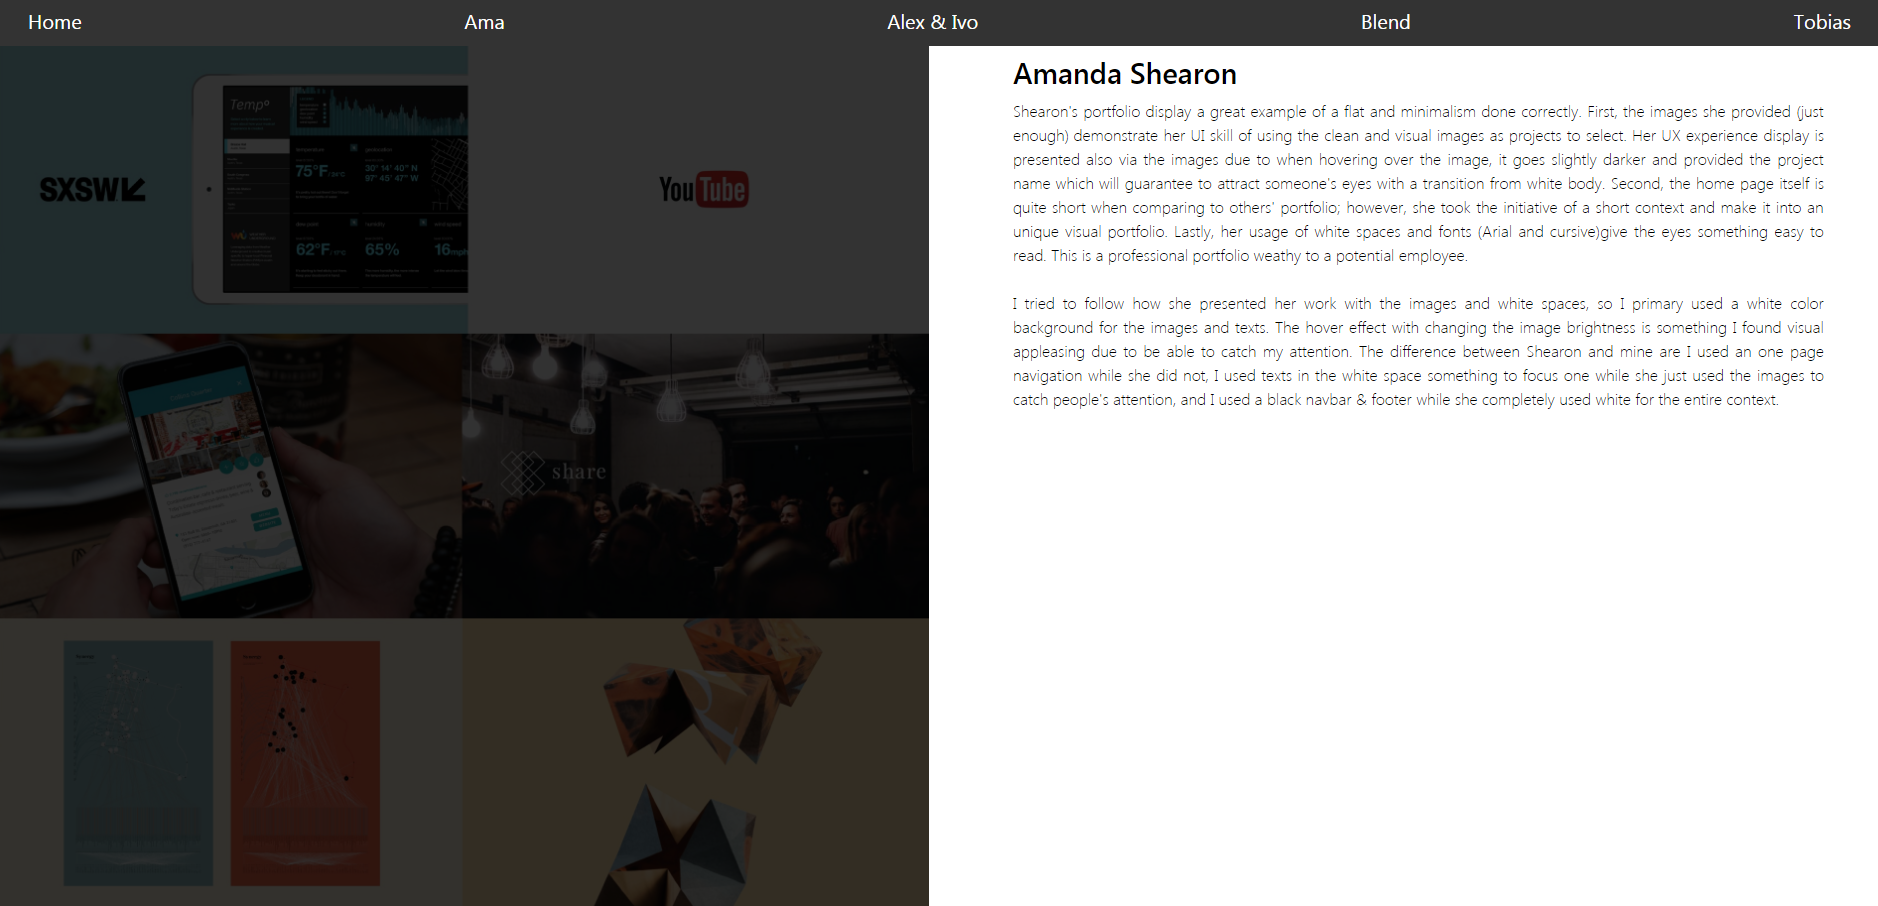 Home
Ama
Alex & Ivo
Blend
Tobias
SXSW
Tempº
75°F
30° 14' 40" N
97° 45' 47" W
62°F
65%
16mph
YouTube
share
Amanda Shearon
Shearon's portfolio display a great example of a flat and minimalism done correctly. First, the images she provided (just
enough) demonstrate her UI skill of using the clean and visual images as projects to select. Her UX experience display is
presented also via the images due to when hovering over the image, it goes slightly darker and provided the project
name which will guarantee to attract someone's eyes with a transition from white body. Second, the home page itself is
quite short when comparing to others' portfolio; however, she took the initiative of a short context and make it into an
unique visual portfolio. Lastly, her usage of white spaces and fonts (Arial and cursive)give the eyes something easy to
read. This is a professional portfolio weathy to a potential employee.
I tried to follow how she presented her work with the images and white spaces, so I primary used a white color
background for the images and texts. The hover effect with changing the image brightness is something I found visual
appleasing due to be able to catch my attention. The difference between Shearon and mine are I used an one page
navigation while she did not, I used texts in the white space something to focus one while she just used the images to
catch people's attention, and I used a black navbar & footer while she completely used white for the entire context.